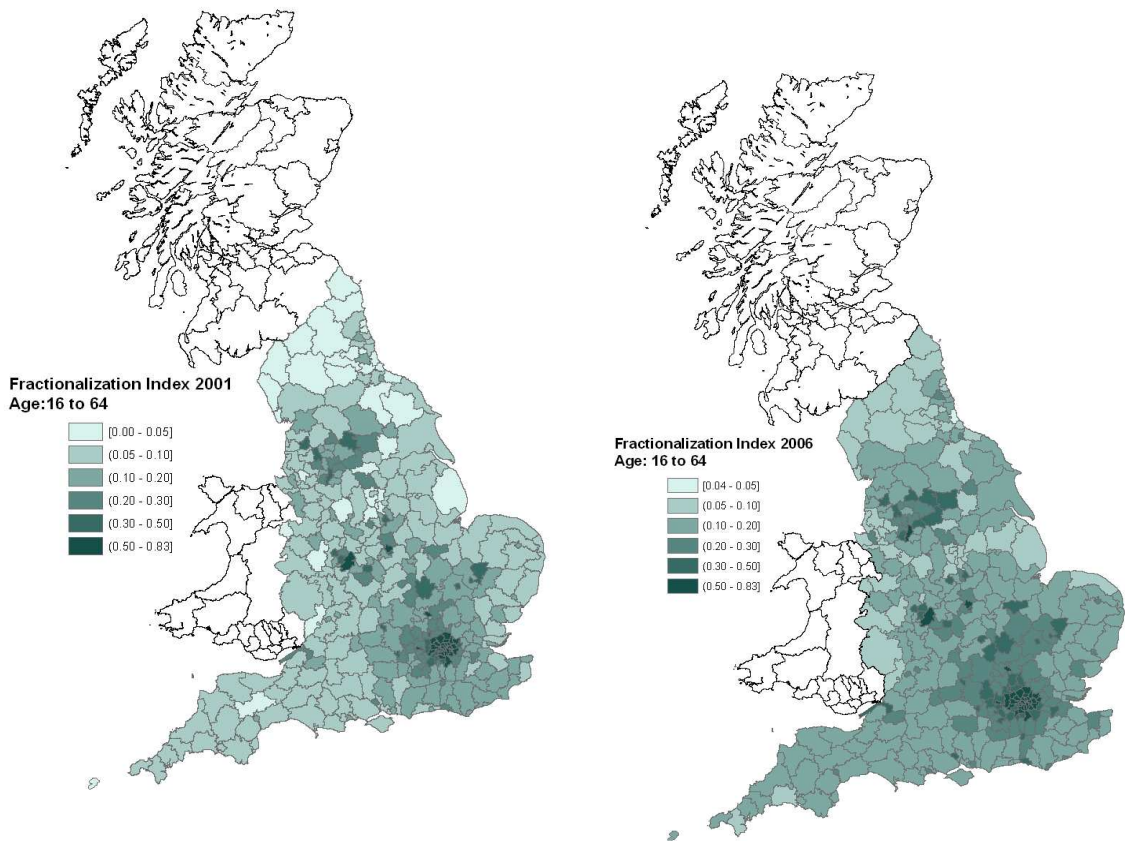 Fractionalization Index 2001
Age:16 to 64
[0.00 - 0.05]
(0.05 - 0.10]
(0.10 - 0.20]
(0.20 - 0.30]
(0.30 - 0.50]
(0.50 - 0.83]
Fractionalization Index 2006
Age: 16 to 64
[0.04 - 0.05]
(0.05 - 0.10]
(0.10 - 0.20]
(0.20 - 0.30]
(0.30 - 0.50]
(0.50 - 0.83]